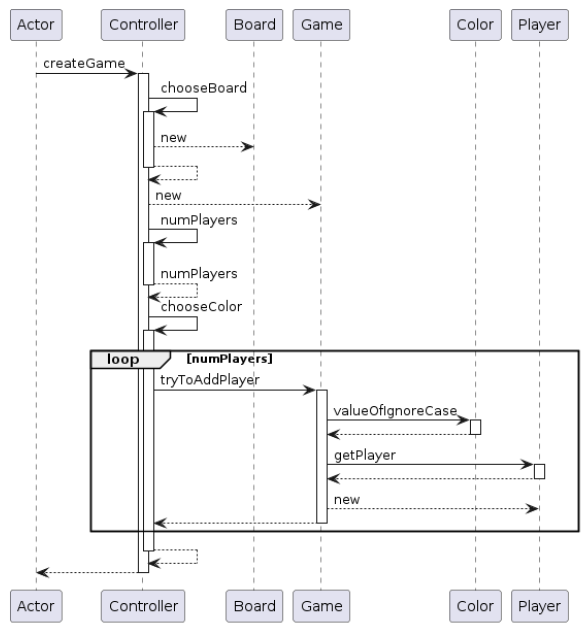 Actor Controller Board Game Color Player
createGame
chooseBoard
new
new
numPlayers
numPlayers
chooseColor
loop [numPlayers]
tryToAddPlayer
valueOfIgnoreCase
getPlayer
new
Actor Controller Board Game Color Player